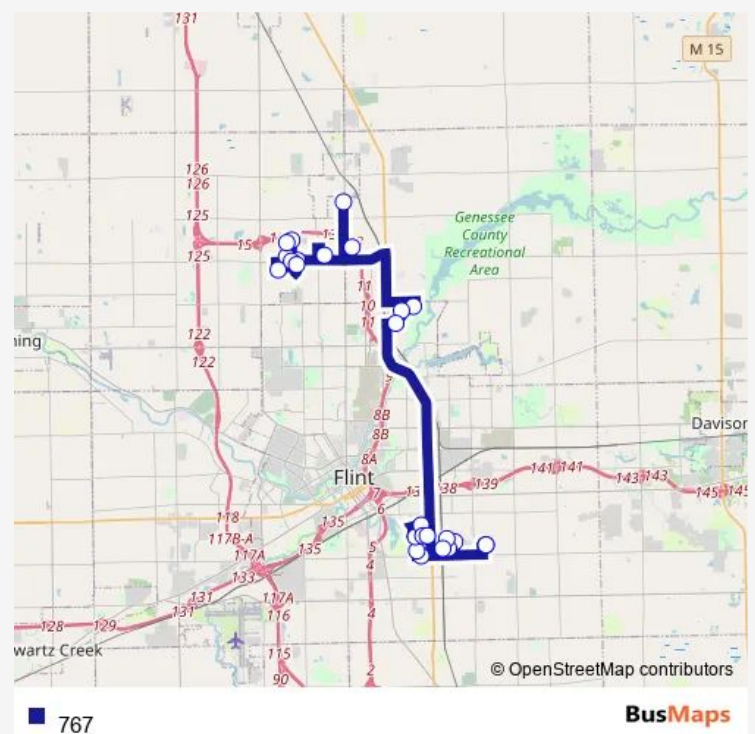 131
M 15
126
126
125
125
15
Genessee
County
Recreational
Area
11
10
11
122
122
ning
8B
8B
8A
Davisor
Flint
7
6
13
38
139
141
141
143
143
145
145
118
117B-A
117A
135
135
133
131
131
117A
116
115
90
5
4
4
2
128
129
wartz Creek
© OpenStreetMap contributors
767
BusMaps